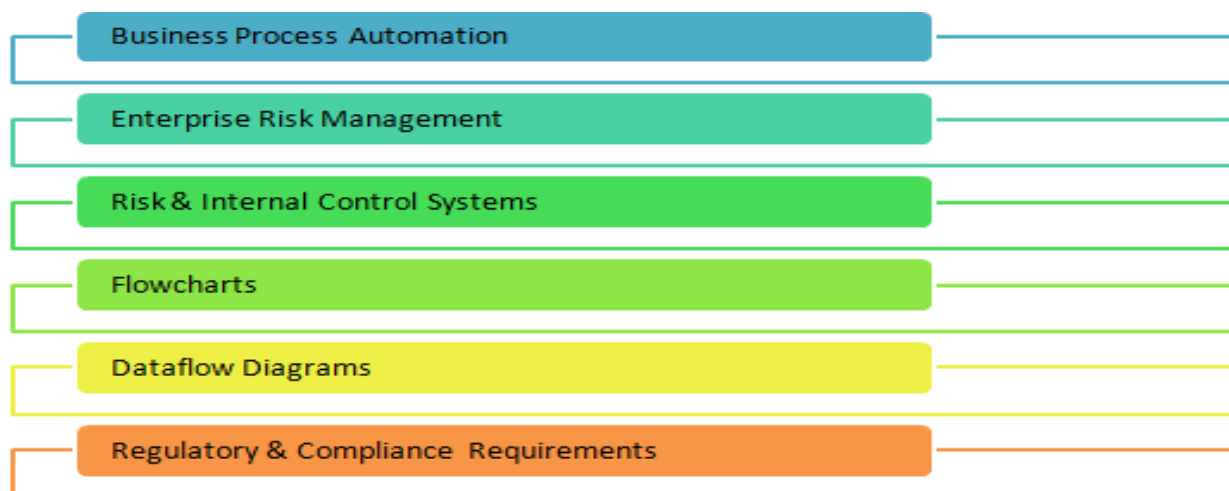 Business Process Automation
Enterprise Risk Management
Risk & Internal Control Systems
Flowcharts
Dataflow Diagrams
Regulatory & Compliance Requirements